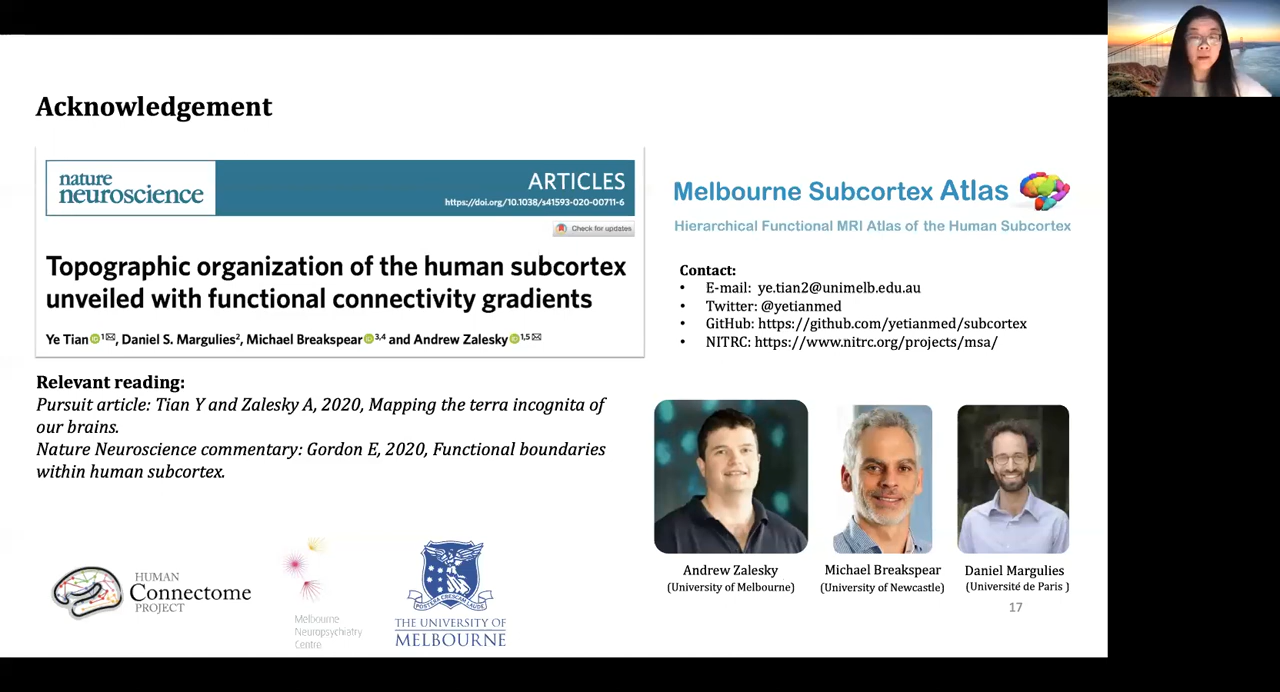 Acknowledgement
nature
neuroscience
ARTICLES
https://doi.org/10.1038/s41593-020-00711-6
Check for updates
Topographic organization of the human subcortex
unveiled with functional connectivity gradients
Ye Tian 1, Daniel S. Margulies2, Michael Breakspear 3,4 and Andrew Zalesky 1,5
Relevant reading:
Pursuit article: Tian Y and Zalesky A, 2020, Mapping the terra incognita of
our brains.
Nature Neuroscience commentary: Gordon E, 2020, Functional boundaries
within human subcortex.
Melbourne Subcortex Atlas
Hierarchical Functional MRI Atlas of the Human Subcortex
Contact:
• E-mail: ye.tian2@unimelb.edu.au
• Twitter: @yetianmed
• GitHub: https://github.com/yetianmed/subcortex
• NITRC: https://www.nitrc.org/projects/msa/
Andrew Zalesky
(University of Melbourne)
Michael Breakspear
(University of Newcastle)
Daniel Margulies
(Université de Paris )
17
HUMAN
Connectome
PROJECT
Melbourne
Neuropsychiatry
Centre
POSTERA CRESCAM LAUDE
THE UNIVERSITY OF
MELBOURNE